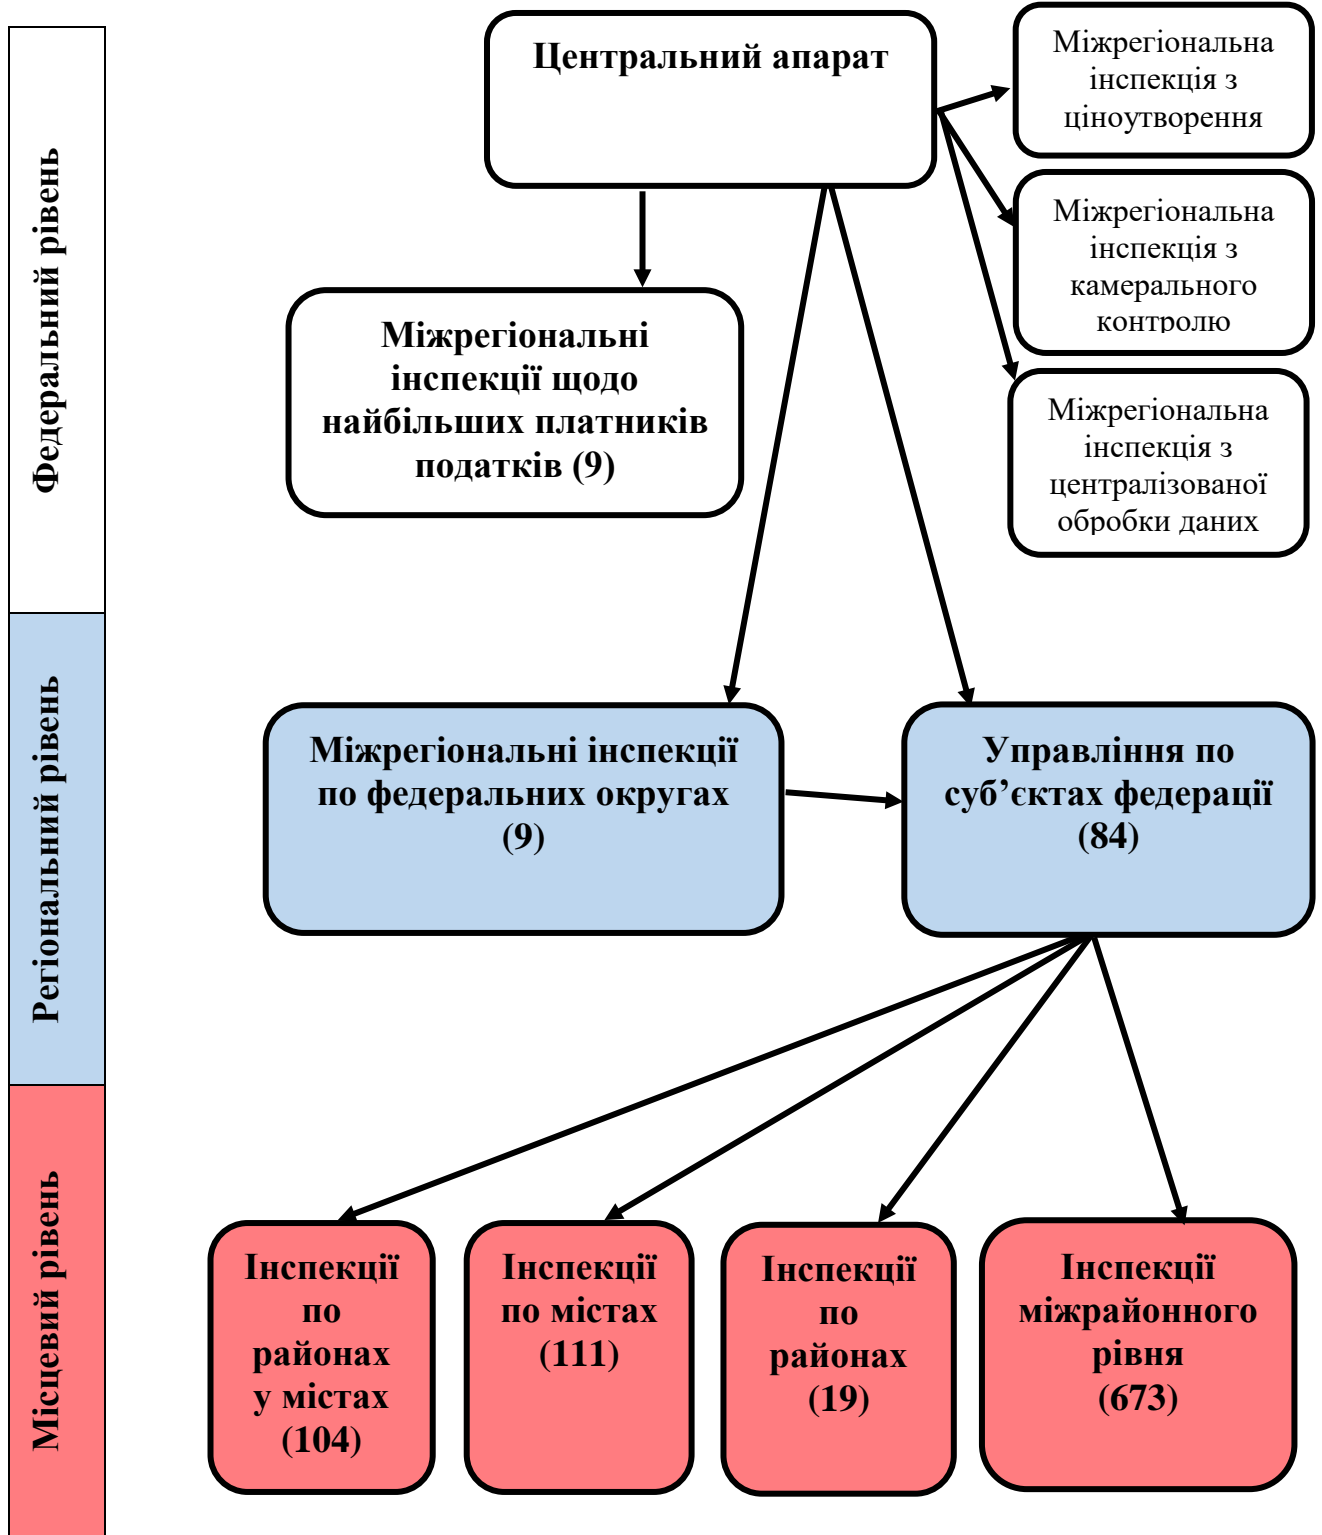 Центральний апарат
Міжрегіональна
інспекція з
ціноутворення
Міжрегіональна
інспекція з
камерального
контролю
Міжрегіональна
інспекція з
централізованої
обробки даних
Федеральний рівень
Міжрегіональні
інспекції щодо
найбільших платників
податків (9)
Регіональний рівень
Міжрегіональні інспекції
по федеральних округах
(9)
Управління по
суб’єктах федерації
(84)
Місцевий рівень
Інспекції
по
районах
у містах
(104)
Інспекції
по містах
(111)
Інспекції
по
районах
(19)
Інспекції
міжрайонного
рівня
(673)